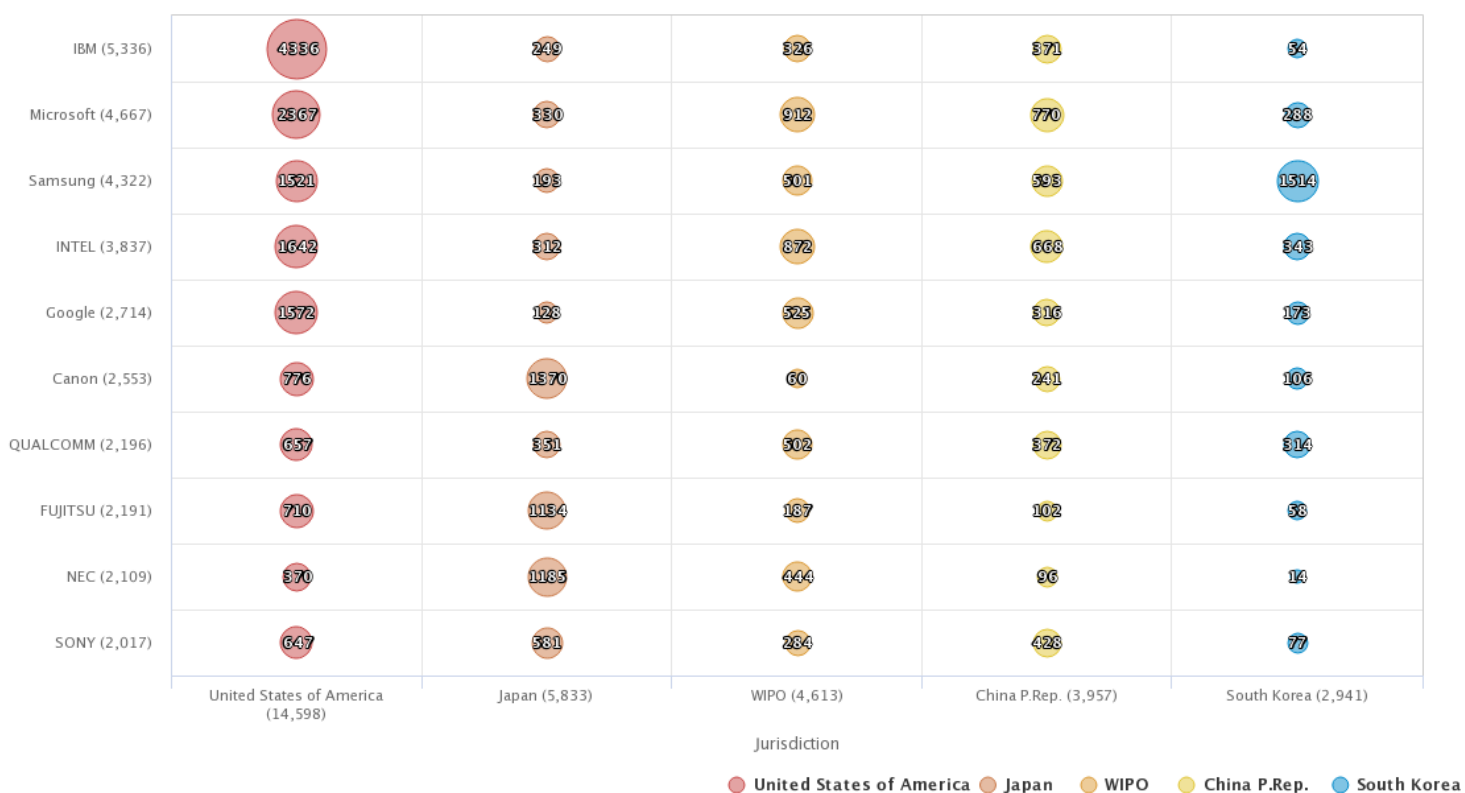 IBM (5,336) 4336 249 326 371 54
Microsoft (4,667) 2367 330 912 770 288
Samsung (4,322) 1521 193 501 593 1514
INTEL (3,837) 1642 312 872 668 343
Google (2,714) 1572 128 525 316 173
Canon (2,553) 776 1370 60 241 106
QUALCOMM (2,196) 657 351 502 372 314
FUJITSU (2,191) 710 1134 187 102 58
NEC (2,109) 370 1185 444 96 14
SONY (2,017) 647 581 284 428 77
United States of America Japan (5,833) WIPO (4,613) China P.Rep. (3,957) South Korea (2,941)
(14,598)
Jurisdiction
United States of America Japan WIPO China P.Rep. South Korea